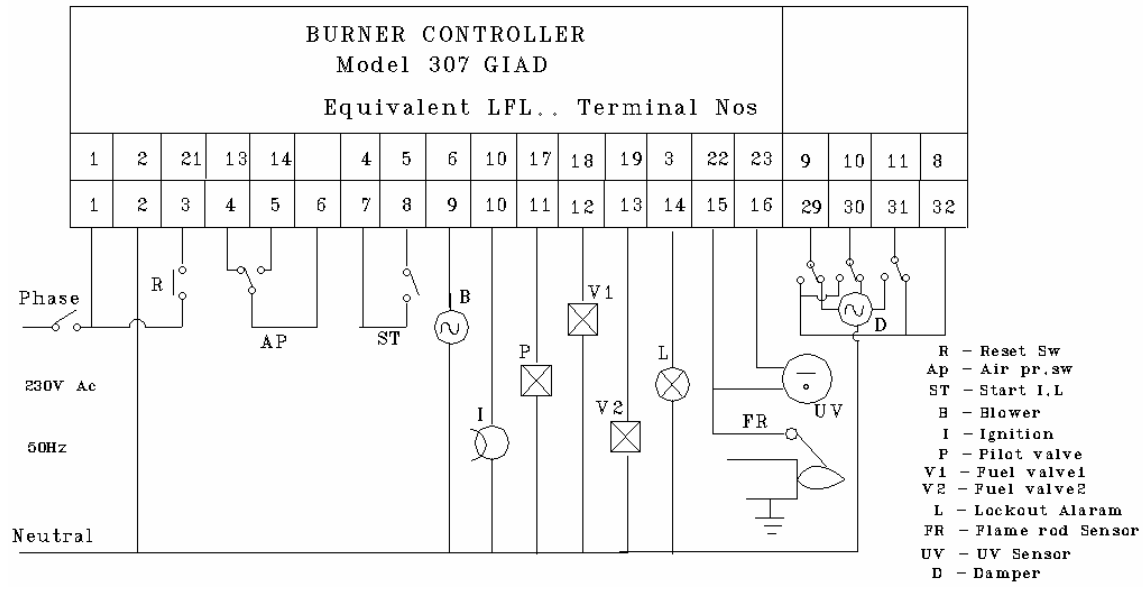 BURNER CONTROLLER
Model 307 GIAD
Equivalent LFL.. Terminal Nos
1 2 21 13 14 4 5 6 10 17 18 19 3 22 23 9 10 11 8
1 2 3 4 5 6 7 8 9 10 11 12 13 14 15 16 29 30 31 32
R
Phase
AP
ST
B
V1
D
P
L
230V Ac
UV
V2
I
FR
50Hz
Neutral
R - Reset Sw
Ap - Air pr.sw
ST - Start I.L
B - Blower
I - Ignition
P - Pilot valve
V1 - Fuel valve1
V2 - Fuel valve2
L - Lockout Alaram
FR - Flame rod Sensor
UV - UV Sensor
D - Damper